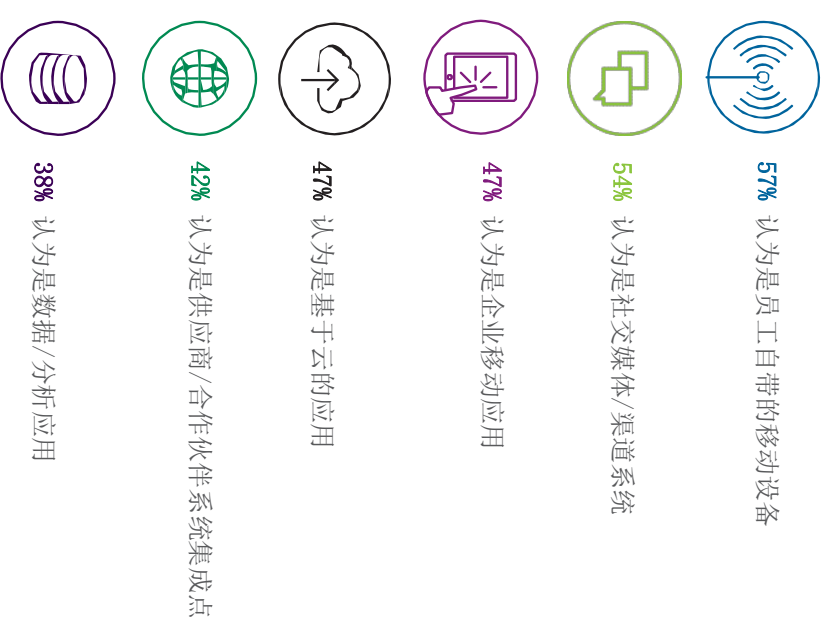 57% 认为是员工自带的移动设备
54% 认为是社交媒体/渠道系统
47% 认为是企业移动应用
47% 认为是基于云的应用
42% 认为是供应商/合作伙伴系统集成点
38% 认为是数据/分析应用